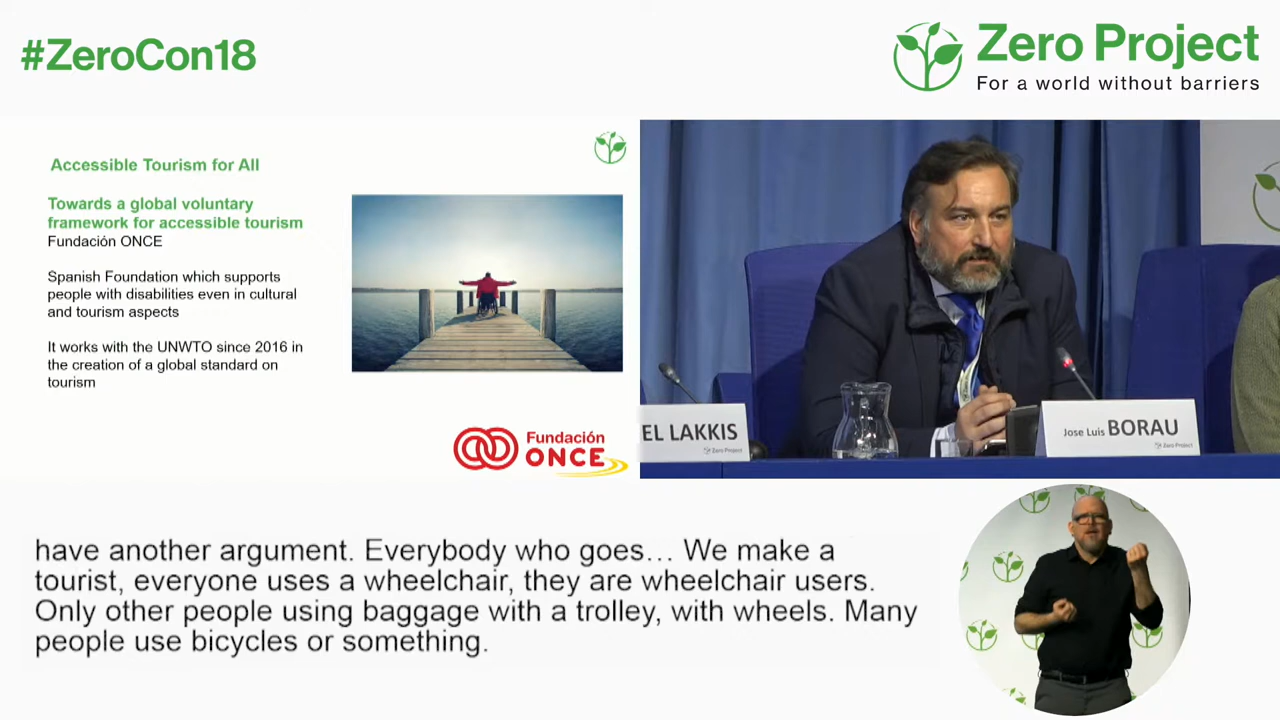 #ZeroCon18
Zero Project
For a world without barriers
Accessible Tourism for All
Towards a global voluntary
framework for accessible tourism
Fundación ONCE
Spanish Foundation which supports
people with disabilities even in cultural
and tourism aspects
It works with the UNWTO since 2016 in
the creation of a global standard on
tourism
Fundación
ONCE
EL LAKKIS
Zero Project
Jose Luis BORAU
Zero Project
have another argument. Everybody who goes… We make a
tourist, everyone uses a wheelchair, they are wheelchair users.
Only other people using baggage with a trolley, with wheels. Many
people use bicycles or something.